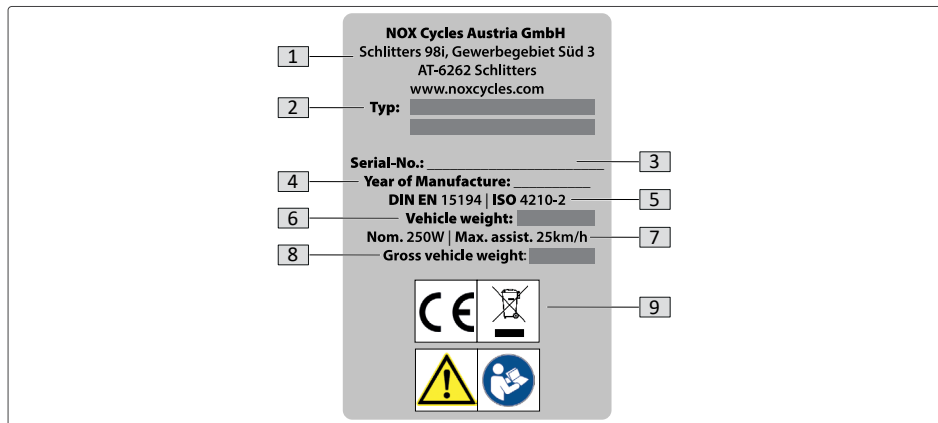 NOX Cycles Austria GmbH
1 Schlitters 98i, Gewerbegebiet Süd 3
AT-6262 Schlitters
www.noxcycles.com
2 Typ:
Serial-No.: 3
4 Year of Manufacture:
DIN EN 15194 | ISO 4210-2 5
6 Vehicle weight:
Nom. 250W | Max. assist. 25km/h 7
8 Gross vehicle weight:
CE
9